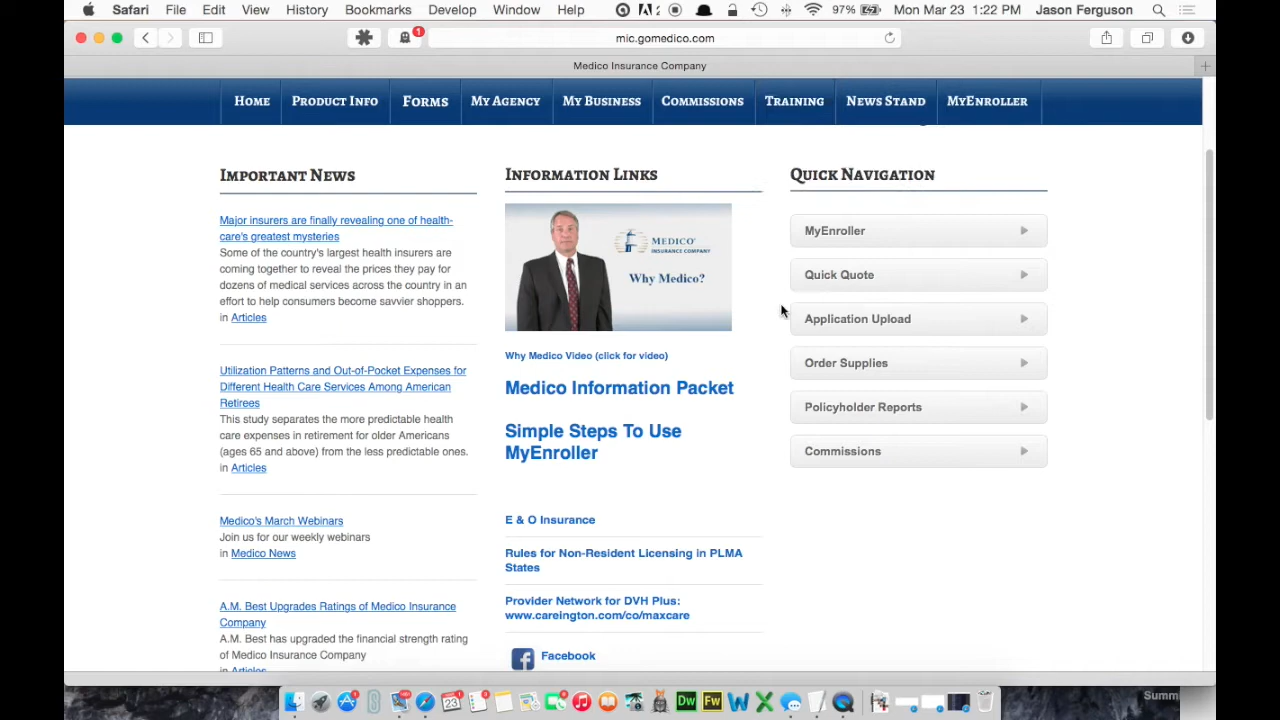 Safari File Edit View History Bookmarks Develop Window Help 97% Mon Mar 23 1:22 PM Jason Ferguson
1
mic.gomedico.com
Medico Insurance Company
Home Product Info Forms My Agency My Business Commissions Training News Stand MyEnroller
Important News
Major insurers are finally revealing one of health-
care's greatest mysteries
Some of the country's largest health insurers are
coming together to reveal the prices they pay for
dozens of medical services across the country in an
effort to help consumers become savvier shoppers.
in Articles
Utilization Patterns and Out-of-Pocket Expenses for
Different Health Care Services Among American
Retirees
This study separates the more predictable health
care expenses in retirement for older Americans
(ages 65 and above) from the less predictable ones.
in Articles
Medico's March Webinars
Join us for our weekly webinars
in Medico News
A.M. Best Upgrades Ratings of Medico Insurance
Company
A.M. Best has upgraded the financial strength rating
of Medico Insurance Company
in Articles
Information Links
Medico
Insurance Company
Why Medico?
Why Medico Video (click for video)
Medico Information Packet
Simple Steps To Use
MyEnroller
E & O Insurance
Rules for Non-Resident Licensing in PLMA
States
Provider Network for DVH Plus:
www.careington.com/co/maxcare
Facebook
Quick Navigation
MyEnroller
Quick Quote
Application Upload
Order Supplies
Policyholder Reports
Commissions
23
Dw
Fw
Summ